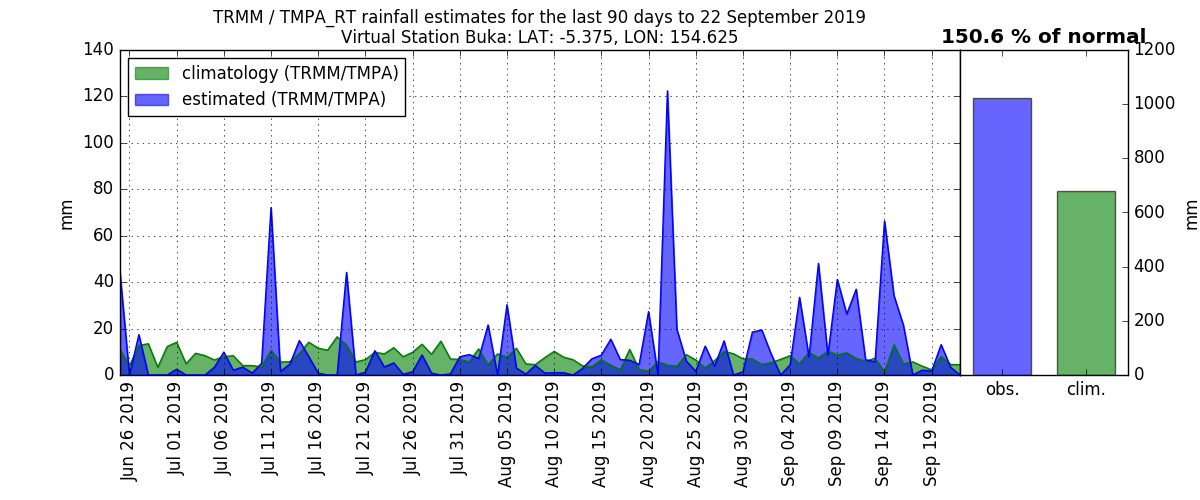 TRMM / TMPA_RT rainfall estimates for the last 90 days to 22 September 2019
Virtual Station Buka: LAT: -5.375, LON: 154.625
150.6 % of normal
climatology (TRMM/TMPA)
estimated (TRMM/TMPA)
140
120
100
80
60
40
20
0
mm
Jun 26 2019
Jul 01 2019
Jul 06 2019
Jul 11 2019
Jul 16 2019
Jul 21 2019
Jul 26 2019
Jul 31 2019
Aug 05 2019
Aug 10 2019
Aug 15 2019
Aug 20 2019
Aug 25 2019
Aug 30 2019
Sep 04 2019
Sep 09 2019
Sep 14 2019
Sep 19 2019
obs.
clim.
1200
1000
800
600
400
200
0
mm